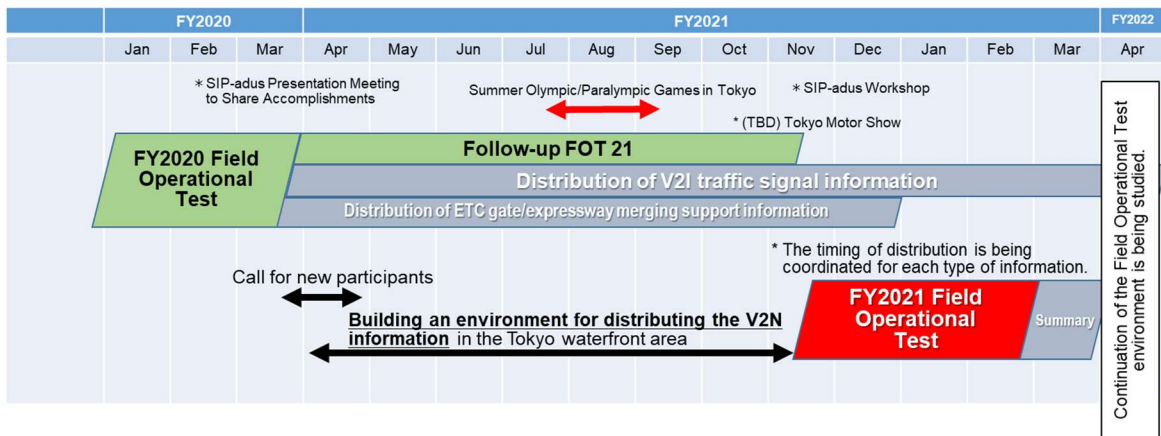 FY2020 FY2021 FY2022
Jan Feb Mar Apr May Jun Jul Aug Sep Oct Nov Dec Jan Feb Mar Apr
* SIP-adus Presentation Meeting
to Share Accomplishments
Summer Olympic/Paralympic Games in Tokyo
* SIP-adus Workshop
* (TBD) Tokyo Motor Show
FY2020 Field
Operational
Test
Follow-up FOT 21
Distribution of V2I traffic signal information
Distribution of ETC gate/expressway merging support information
* The timing of distribution is being
coordinated for each type of information.
Call for new participants
Building an environment for distributing the V2N
information in the Tokyo waterfront area
FY2021 Field
Operational
Test
Summary
Continuation of the Field Operational Test
environment is being studied.